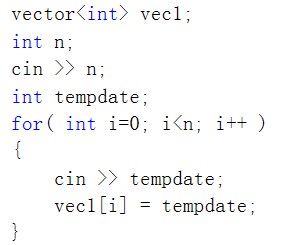 vector<int> vec1;
int n;
cin >> n;
int tempdate;
for( int i=0; i<n; i++ )
{
    cin >> tempdate;
    vec1[i] = tempdate;
}